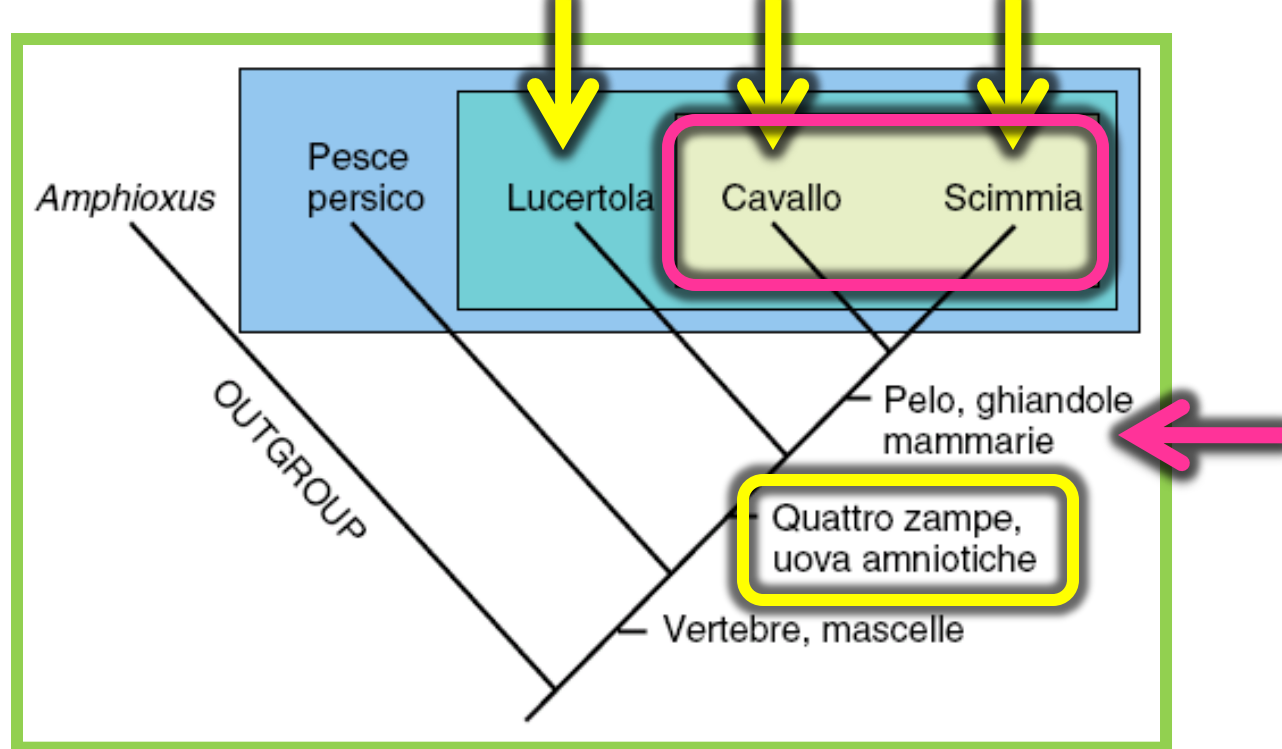 Amphioxus
Pesce
persico
Lucertola
Cavallo
Scimmia
OUTGROUP
Pelo, ghiandole
mammarie
Quattro zampe,
uova amniotiche
Vertebre, mascelle